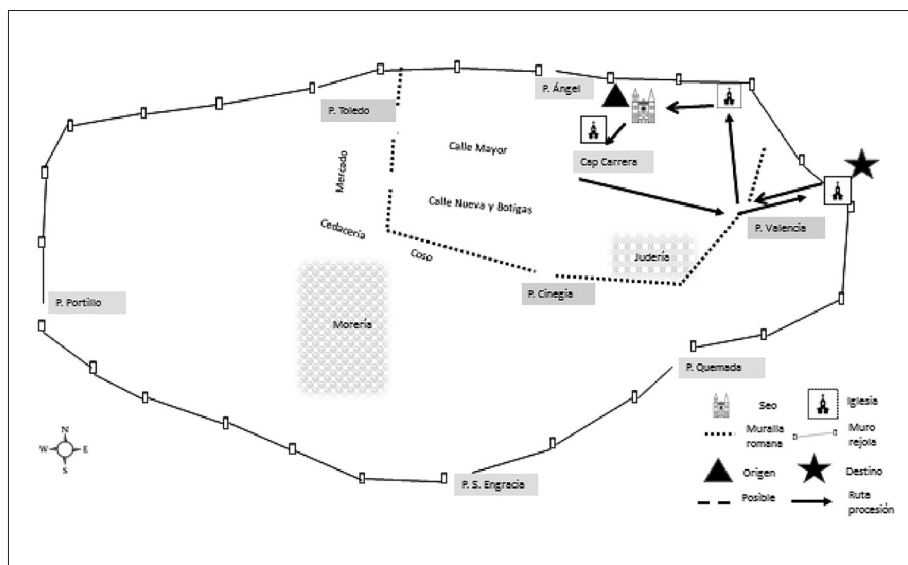 P. Ángel
P. Toledo
Calle Mayor
Cap Carrera
Mercado
Calle Nueva y Botigas
Cedacería
P. Valencia
Coso
Judería
P. Cinegia
P. Portillo
Morería
P. Quemada
Seo
Iglesia
Muralla
romana
Muro
rejola
N
W E
S
Origen
Destino
P. S. Engracia
Posible
Ruta
procesión